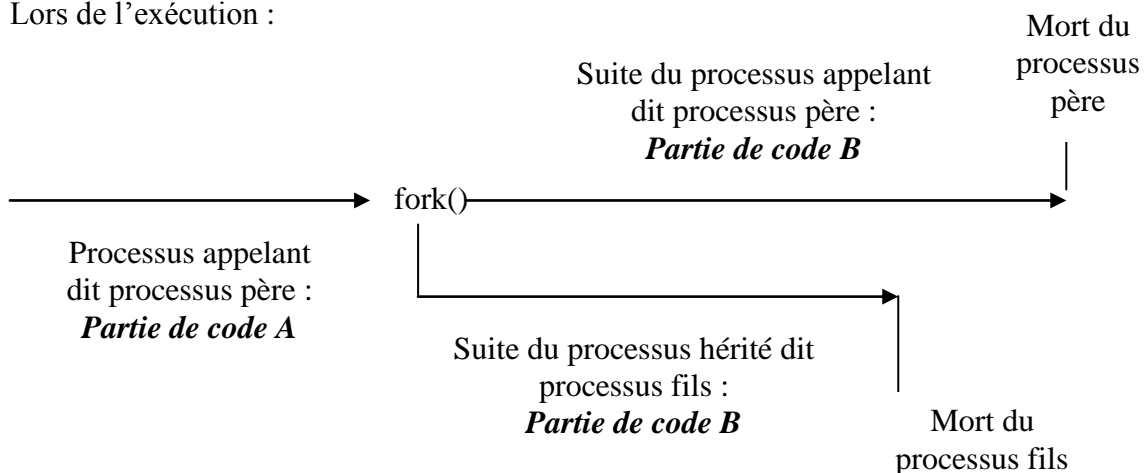 Lors de l’exécution :
Mort du
processus
père
Suite du processus appelant
dit processus père :
Partie de code B
fork()
Processus appelant
dit processus père :
Partie de code A
Suite du processus hérité dit
processus fils :
Partie de code B
Mort du
processus fils